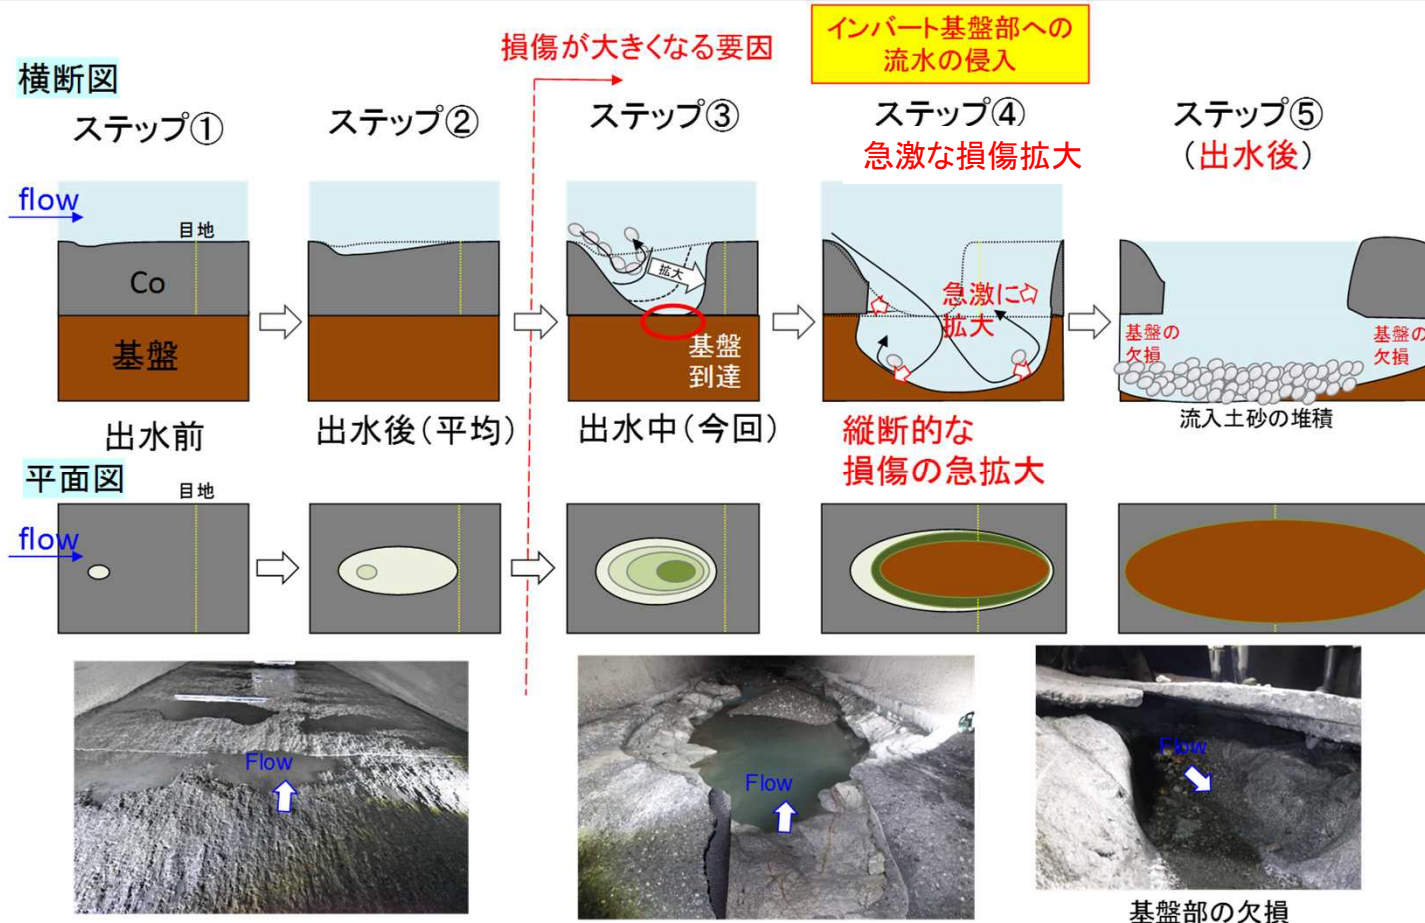 損傷が大きくなる要因
インバート基盤部への
流水の侵入
横断図
ステップ①
ステップ②
ステップ③
ステップ④
ステップ⑤
急激な損傷拡大
(出水後)
flow
目地
Co
基盤
拡大
基盤
到達
急激に
拡大
基盤の
欠損
基盤の
欠損
流入土砂の堆積
出水前
出水後(平均)
出水中(今回)
縦断的な
損傷の急拡大
平面図
目地
flow
Flow
Flow
Flow
基盤部の欠損